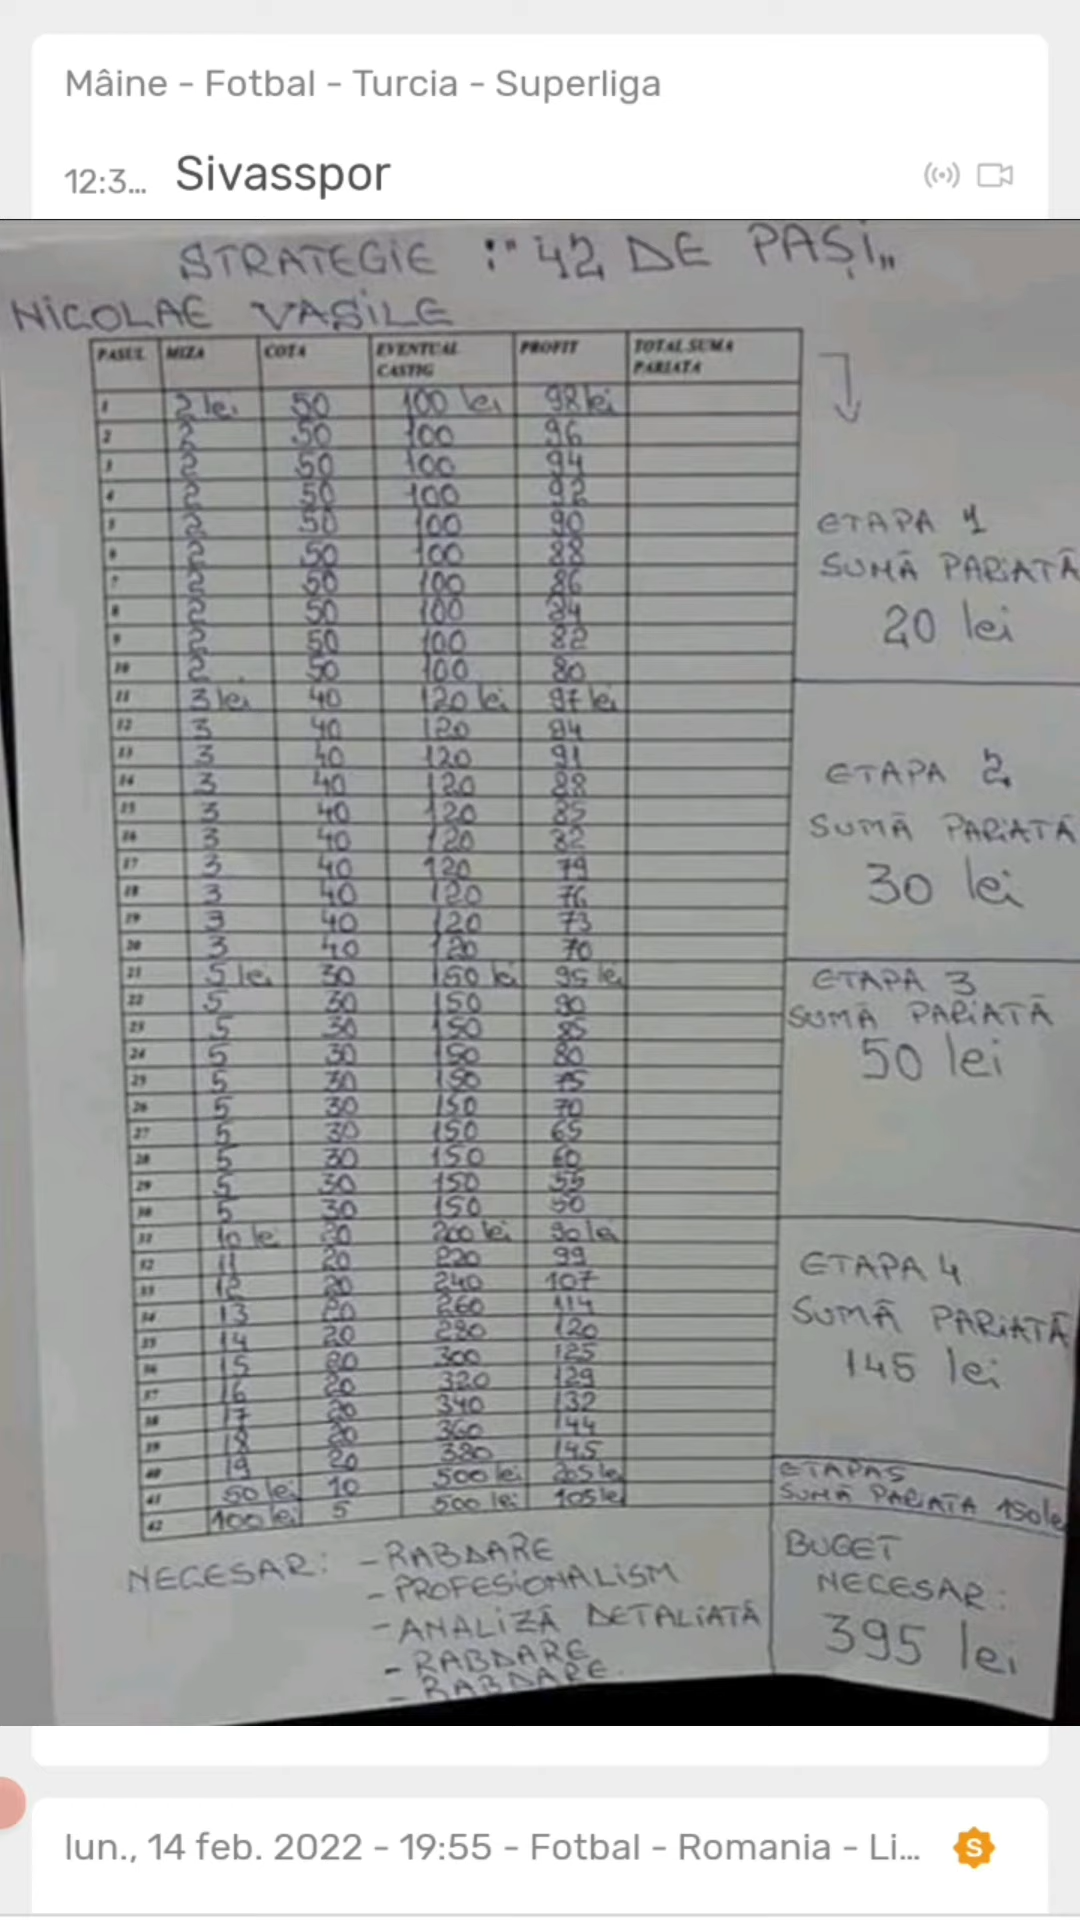 Mâine - Fotbal - Turcia - Superliga
12:3... Sivasspor
STRATEGIE :"42 DE PAȘI„
NICOLAE VASILE
PASUL MIZA COTA EVENTUAL CASTIG PROFIT TOTAL SUMA PARIATA
1 2 lei 50 100 lei 98 lei
2 2 50 100 96
3 2 50 100 94
4 2 50 100 92
5 2 50 100 90
6 2 50 100 88
7 2 50 100 86
8 2 50 100 84
9 2 50 100 82
10 2 50 100 80
ETAPA 1
SUMĂ PARIATĂ
20 lei
11 3 lei 40 120 lei 97 lei
12 3 40 120 94
13 3 40 120 91
14 3 40 120 88
15 3 40 120 85
16 3 40 120 82
17 3 40 120 79
18 3 40 120 76
19 3 40 120 73
20 3 40 120 70
ETAPA 2
SUMĂ PARIATĂ
30 lei
21 5 lei 30 150 lei 95 lei
22 5 30 150 90
23 5 30 150 85
24 5 30 150 80
25 5 30 150 75
26 5 30 150 70
27 5 30 150 65
28 5 30 150 60
29 5 30 150 55
30 5 30 150 50
ETAPA 3
SUMĂ PARIATĂ
50 lei
31 10 lei 20 200 lei 90 lei
32 11 20 220 99
33 12 20 240 107
34 13 20 260 114
35 14 20 280 120
36 15 20 300 125
37 16 20 320 129
38 17 20 340 132
39 18 20 360 144
40 19 20 380 145
ETAPA 4
SUMĂ PARIATĂ
145 lei
41 50 lei 10 500 lei 205 lei
42 100 lei 5 500 lei 105 lei
ETAPA 5
SUMĂ PARIATĂ 150 lei
NECESAR: - RABDARE
- PROFESIONALISM
- ANALIZĂ DETALIATĂ
- RABDARE
- RABDARE.
BUGET
NECESAR:
395 lei
lun., 14 feb. 2022 - 19:55 - Fotbal - Romania - Li...
S